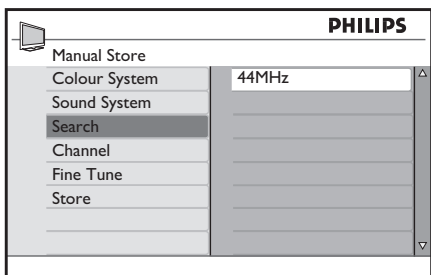 PHILIPS
Manual Store
Colour System 44MHz
Sound System
Search
Channel
Fine Tune
Store